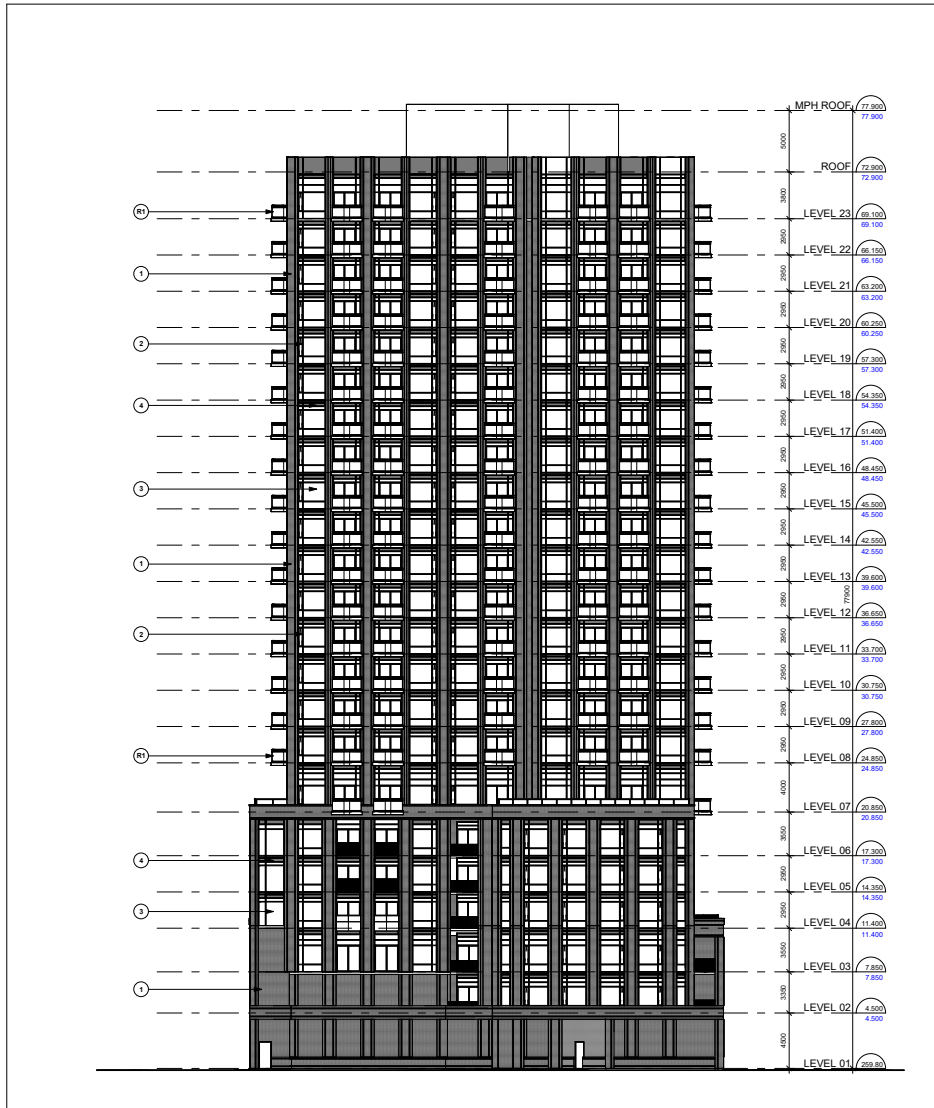 MPH ROOF 77.900
77.900
5000
ROOF 72.900
72.900
3800
R1
LEVEL 23 69.100
69.100
2950
LEVEL 22 66.150
66.150
1
2950
LEVEL 21 63.200
63.200
2950
LEVEL 20 60.250
60.250
2
2950
LEVEL 19 57.300
57.300
2950
LEVEL 18 54.350
54.350
4
2950
LEVEL 17 51.400
51.400
2950
LEVEL 16 48.450
48.450
3
2950
LEVEL 15 45.500
45.500
2950
LEVEL 14 42.550
42.550
1
2950
LEVEL 13 39.600
39.600
77900
2950
LEVEL 12 36.650
36.650
2
2950
LEVEL 11 33.700
33.700
2950
LEVEL 10 30.750
30.750
2950
LEVEL 09 27.800
27.800
R1
2950
LEVEL 08 24.850
24.850
4000
LEVEL 07 20.850
20.850
3550
LEVEL 06 17.300
17.300
4
2950
LEVEL 05 14.350
14.350
3
2950
LEVEL 04 11.400
11.400
3550
LEVEL 03 7.850
7.850
1
3350
LEVEL 02 4.500
4.500
4500
LEVEL 01 259.80